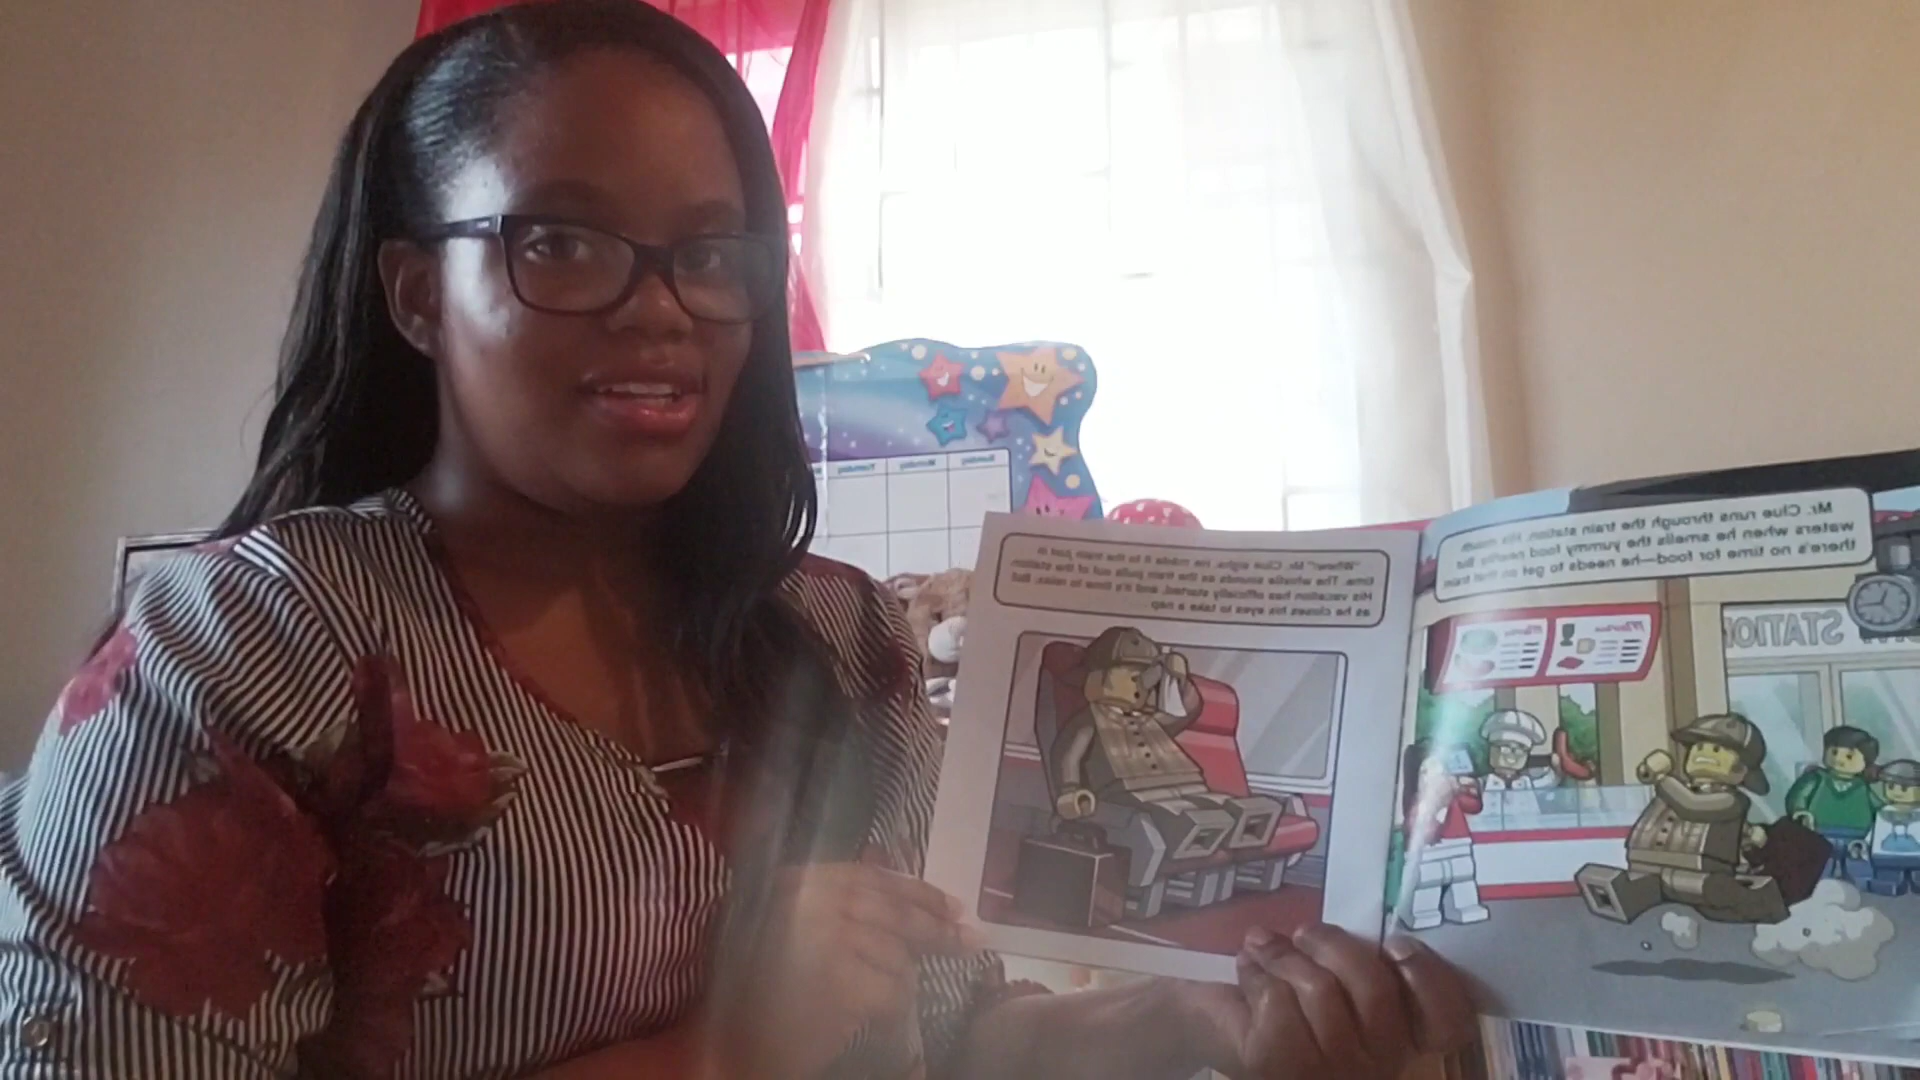 Mr. Clue runs through the train station. His mouth
waters when he smells the yummy food nearby. But
there's no time for food—he needs to get on that train
STATION
"Whew!" Mr. Clue sighs. He made it to the train just in
time. The whistle sounds as the train pulls out of the station.
His vacation has officially started, and it's time to relax. But
as he closes his eyes to take a nap
Sunday Monday Tuesday